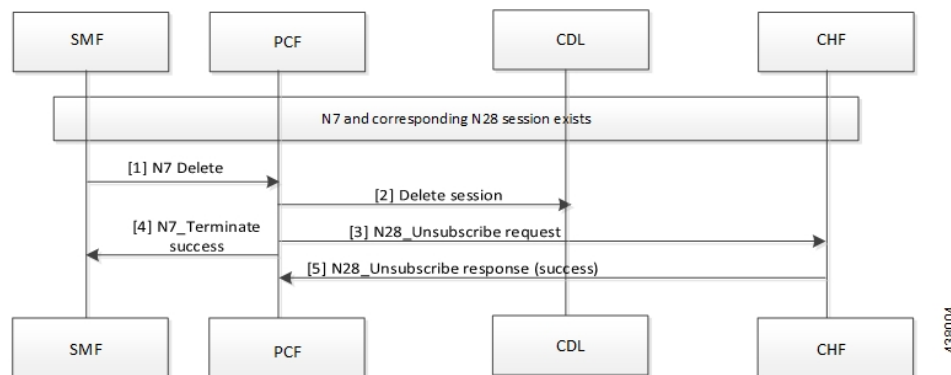 SMF
PCF
CDL
CHF
N7 and corresponding N28 session exists
[1] N7 Delete
[2] Delete session
[4] N7_Terminate
success
[3] N28_Unsubscribe request
[5] N28_Unsubscribe response (success)
SMF
PCF
CDL
CHF
438004